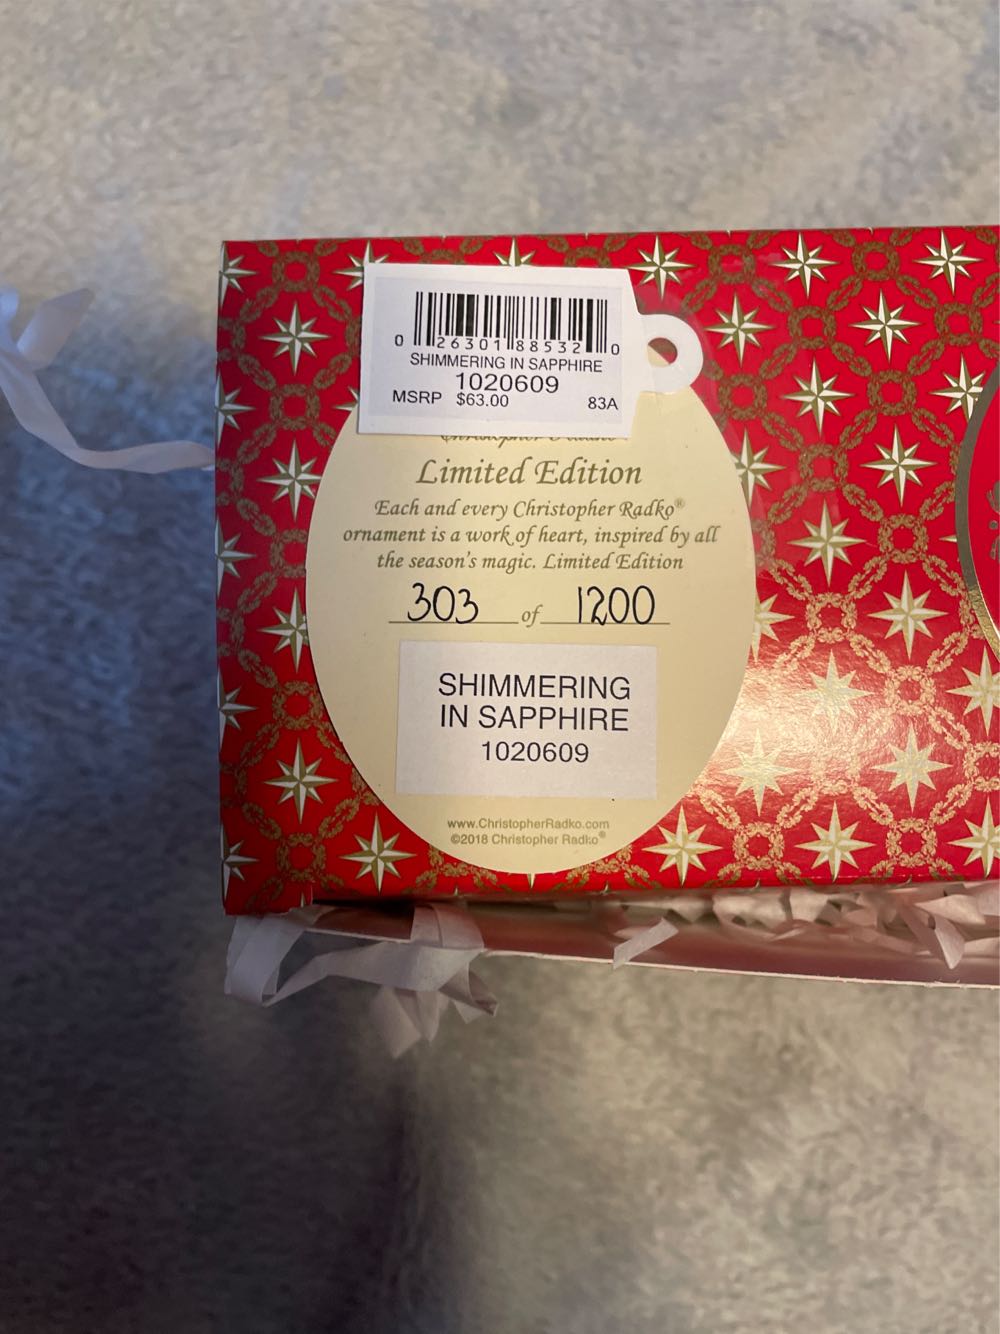 0 26301 88532 0
SHIMMERING IN SAPPHIRE
1020609
MSRP $63.00 83A
Limited Edition
Each and every Christopher Radko®
ornament is a work of heart, inspired by all
the season's magic. Limited Edition
303 of 1200
SHIMMERING
IN SAPPHIRE
1020609
www.ChristopherRadko.com
©2018 Christopher Radko®